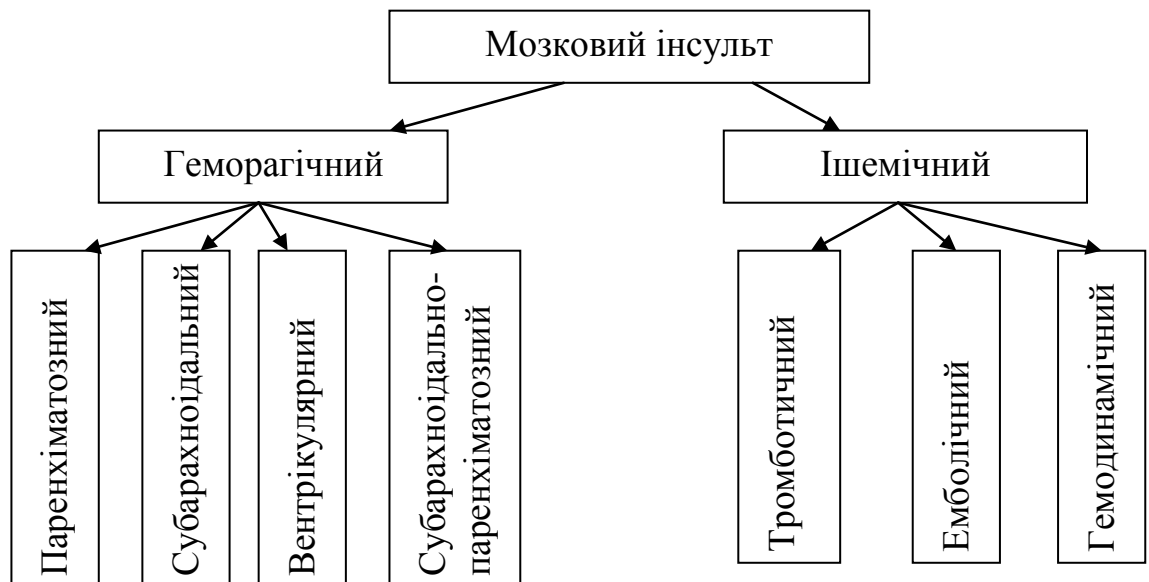 Мозковий інсульт
Геморагічний
Ішемічний
Паренхіматозний
Субарахноідальний
Вентрікулярний
Субарахноідально-
паренхіматозний
Тромботичний
Емболічний
Гемодинамічний